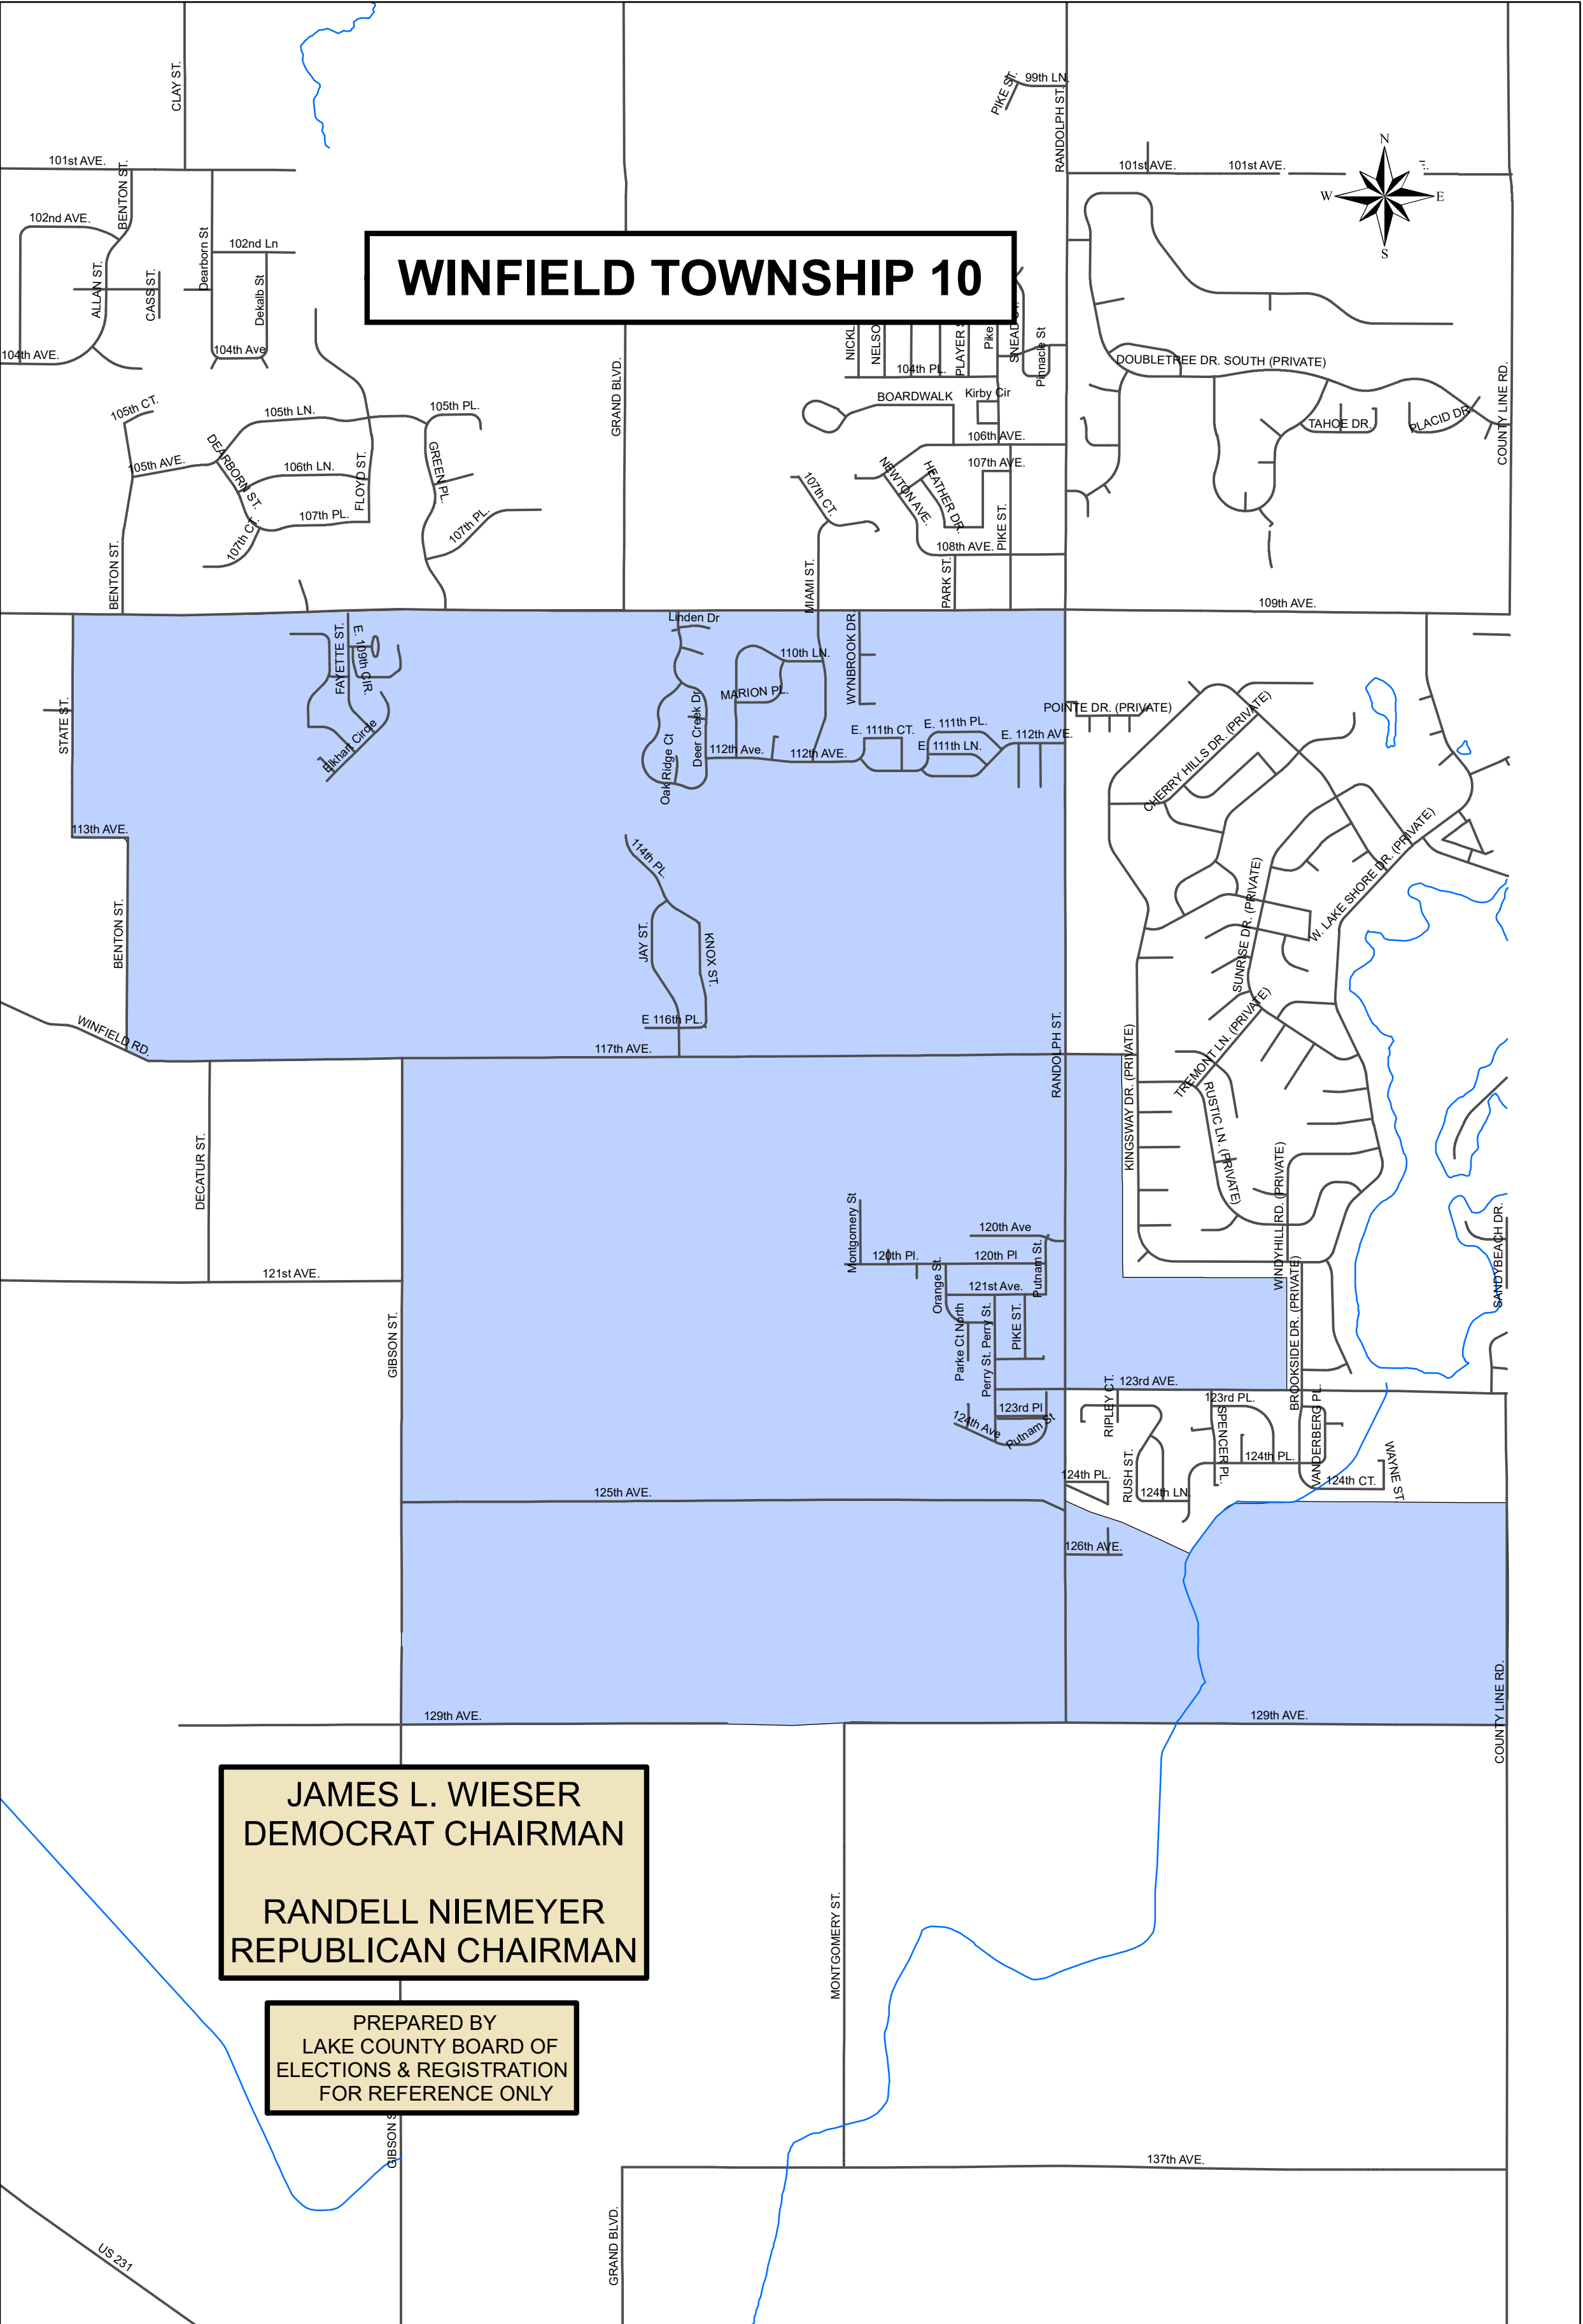 CLAY ST.
PIKE ST.
99th LN.
RANDOLPH ST.
101st AVE.
BENTON ST.
101st AVE.
101st AVE.
N
W
E
S
102nd AVE.
Dearborn St
102nd Ln
WINFIELD TOWNSHIP 10
ALLAN ST.
CASS ST.
Dekalb St
104th AVE.
104th Ave
GRAND BLVD.
NICKL
NELSO
PLAYER S
Pike
SNEAD
Pinnacle St
104th PL.
DOUBLETREE DR. SOUTH (PRIVATE)
COUNTY LINE RD.
105th CT.
105th LN.
105th PL.
BOARDWALK
Kirby Cir
TAHOE DR.
PLACID DR.
DEARBORN ST.
105th AVE.
106th LN.
FLOYD ST.
GREEN PL.
106th AVE.
107th AVE.
NEWTON AVE.
HEATHER DR.
107th CT.
107th PL.
107th CT.
107th PL.
108th AVE.
PIKE ST.
BENTON ST.
MIAMI ST.
PARK ST.
109th AVE.
Linden Dr
FAYETTE ST.
E. 109th CIR.
110th LN.
WYNBROOK DR.
STATE ST.
MARION PL.
Elkhart Circle
Oak Ridge Ct
Deer Creek Dr
112th Ave.
112th AVE.
E. 111th CT.
E. 111th PL.
E. 111th LN.
E. 112th AVE.
POINTE DR. (PRIVATE)
CHERRY HILLS DR. (PRIVATE)
113th AVE.
114th PL.
W. LAKE SHORE DR. (PRIVATE)
SUNRISE DR. (PRIVATE)
BENTON ST.
JAY ST.
KNOX ST.
E 116th PL.
WINFIELD RD.
117th AVE.
RANDOLPH ST.
KINGSWAY DR. (PRIVATE)
TREMONT LN. (PRIVATE)
RUSTIC LN. (PRIVATE)
DECATUR ST.
WINDYHILL RD. (PRIVATE)
SANDYBEACH DR.
Montgomery St
120th Ave
120th Pl.
120th Pl
Putnam St.
121st AVE.
Orange St.
121st Ave.
GIBSON ST.
Parke Ct North
Perry St.
Perry St.
PIKE ST.
BROOKSIDE DR. (PRIVATE)
123rd AVE.
123rd Pl
124th Ave
Putnam St
RIPLEY CT.
123rd PL.
SPENCER PL.
VANDERBERG PL.
WAYNE ST.
124th PL.
RUSH ST.
124th LN.
124th PL.
124th CT.
125th AVE.
126th AVE.
129th AVE.
129th AVE.
COUNTY LINE RD.
JAMES L. WIESER
DEMOCRAT CHAIRMAN
RANDELL NIEMEYER
REPUBLICAN CHAIRMAN
MONTGOMERY ST.
PREPARED BY
LAKE COUNTY BOARD OF
ELECTIONS & REGISTRATION
FOR REFERENCE ONLY
GIBSON S
137th AVE.
US 231
GRAND BLVD.